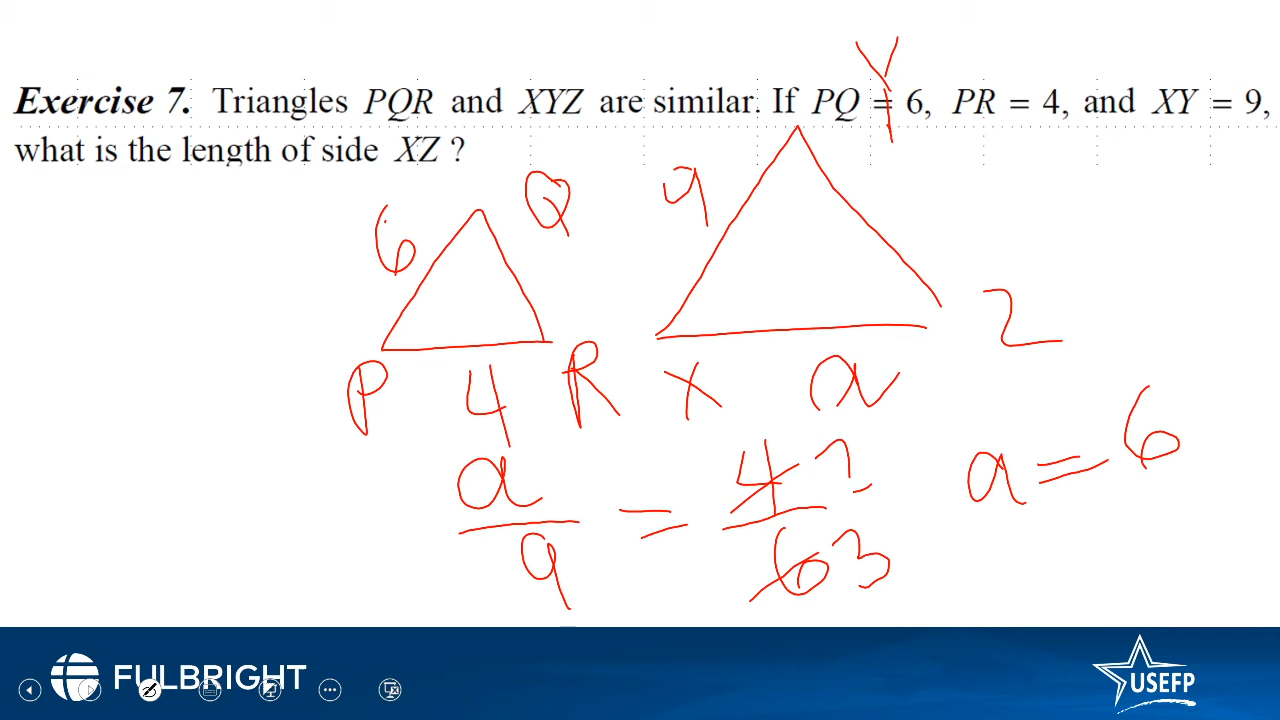 Exercise 7. Triangles PQR and XYZ are similar. If PQ = 6, PR = 4, and XY = 9,
what is the length of side XZ ?
Y
6 Q 9
Z
P 4 R X a
a/9 = 4 2/6 3 a = 6
FULBRIGHT USEFP